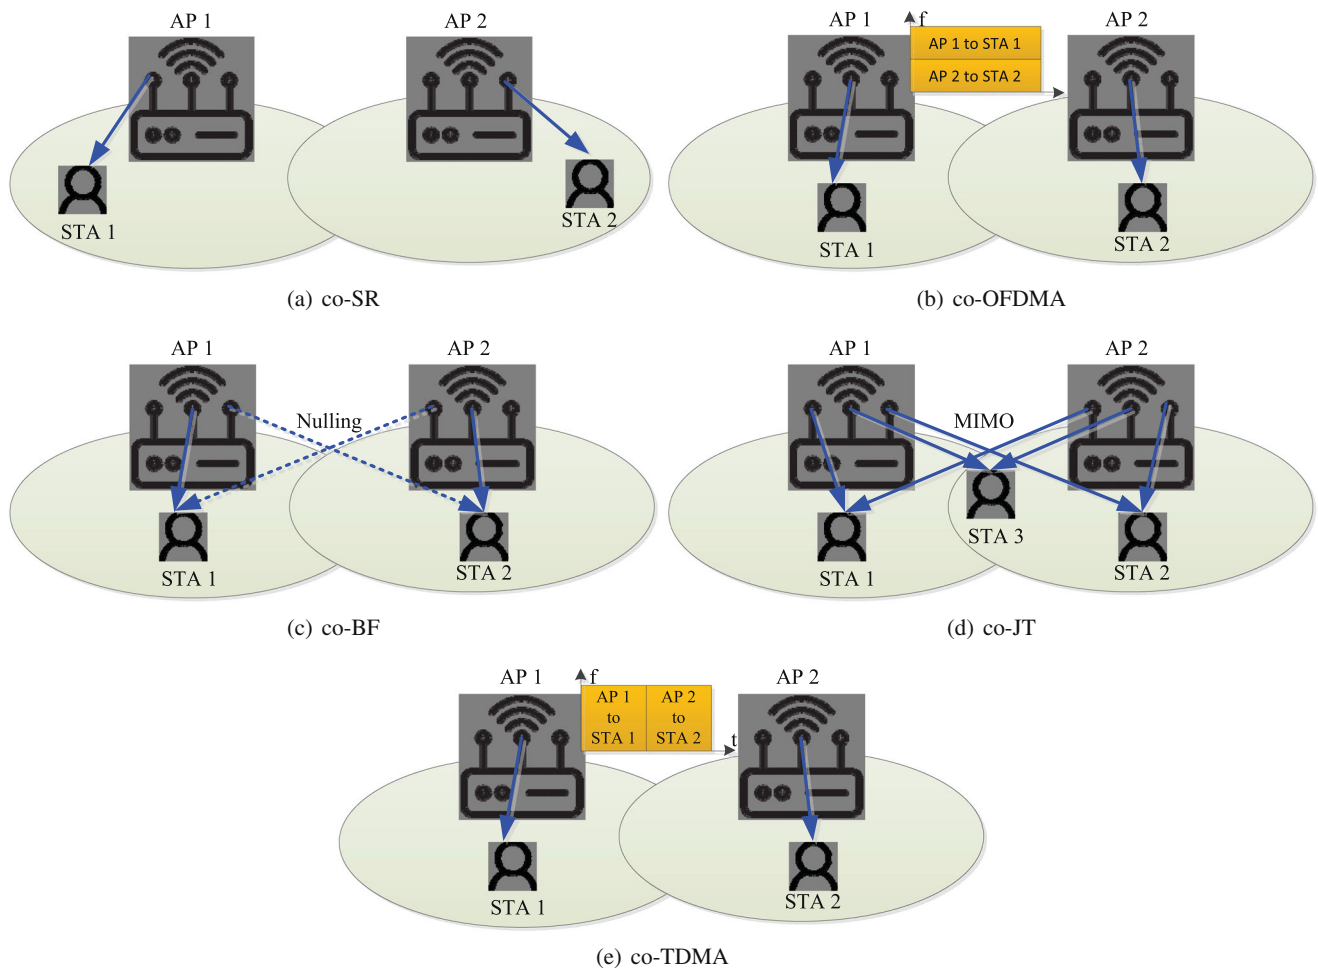 AP 1
AP 2
STA 1
STA 2
(a) co-SR
AP 1
f
AP 1 to STA 1
AP 2 to STA 2
AP 2
STA 1
STA 2
(b) co-OFDMA
AP 1
AP 2
Nulling
STA 1
STA 2
(c) co-BF
AP 1
AP 2
MIMO
STA 3
STA 1
STA 2
(d) co-JT
AP 1
f
AP 1
to
STA 1
AP 2
to
STA 2
t
AP 2
STA 1
STA 2
(e) co-TDMA